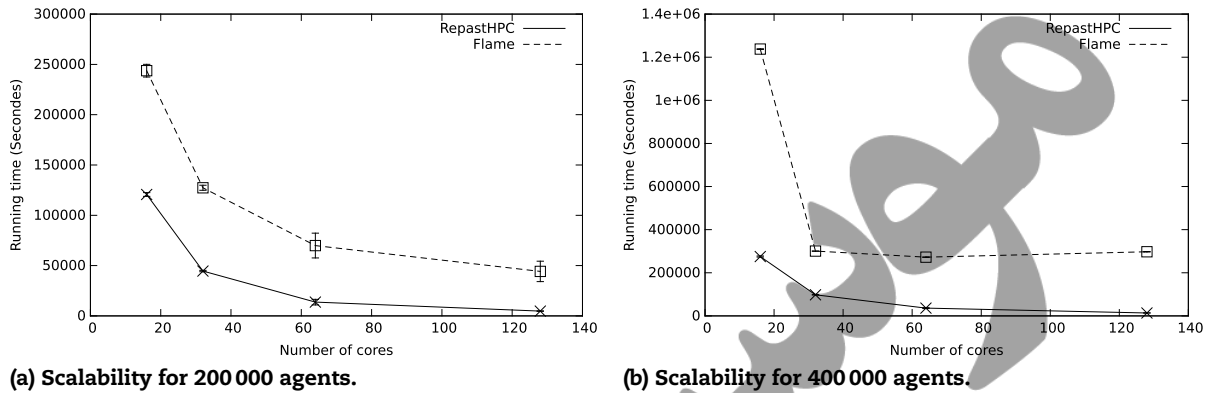 300000
250000
200000
150000
100000
50000
0
0 20 40 60 80 100 120 140
Running time (Secondes)
Number of cores
RepastHPC
Flame
(a) Scalability for 200 000 agents.
1.4e+06
1.2e+06
1e+06
800000
600000
400000
200000
0
0 20 40 60 80 100 120 140
Running time (Secondes)
Number of cores
RepastHPC
Flame
(b) Scalability for 400 000 agents.